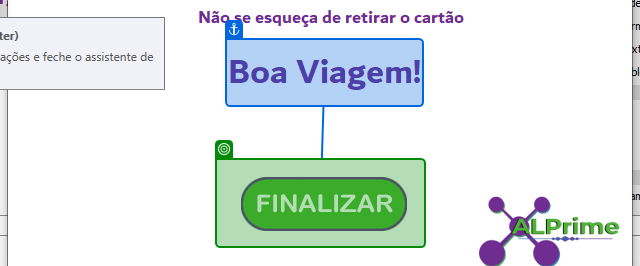 Não se esqueça de retirar o cartão
ter)
ações e feche o assistente de
Boa Viagem!
FINALIZAR
ALPrime